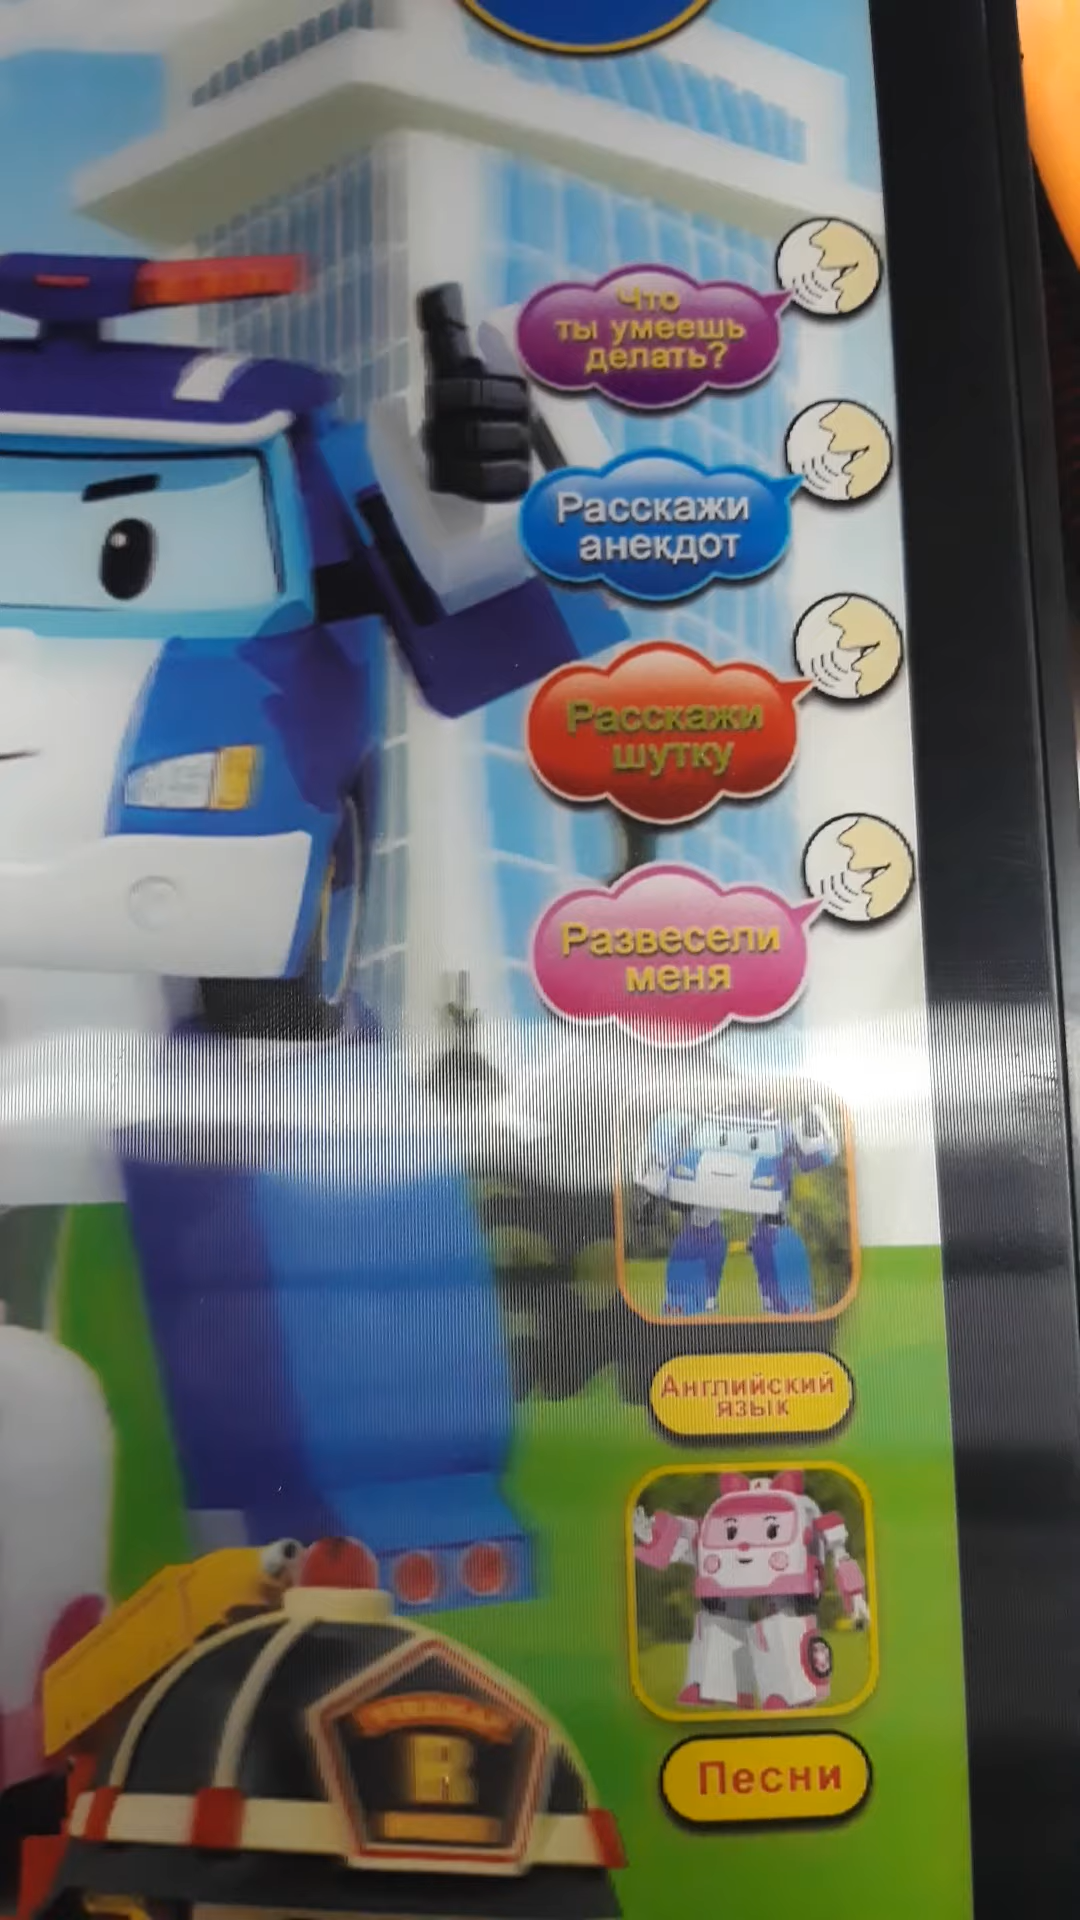 Что
ты умеешь
делать?
Расскажи
анекдот
Расскажи
шутку
Развесели
меня
Английский
язык
Песни
R